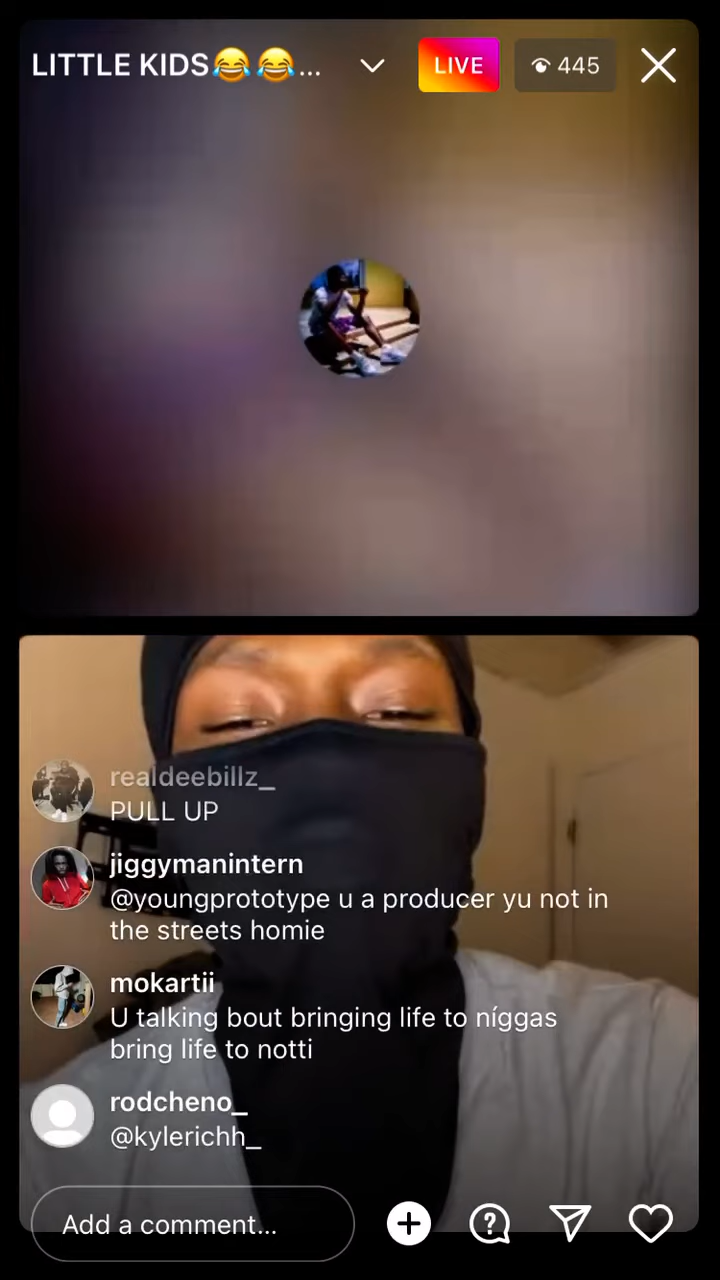 LITTLE KIDS😂😂...
LIVE
445
realdeebillz_
PULL UP
jiggymanintern
@youngprototype u a producer yu not in
the streets homie
mokartii
U talking bout bringing life to níggas
bring life to notti
rodcheno_
@kylerichh_
Add a comment...